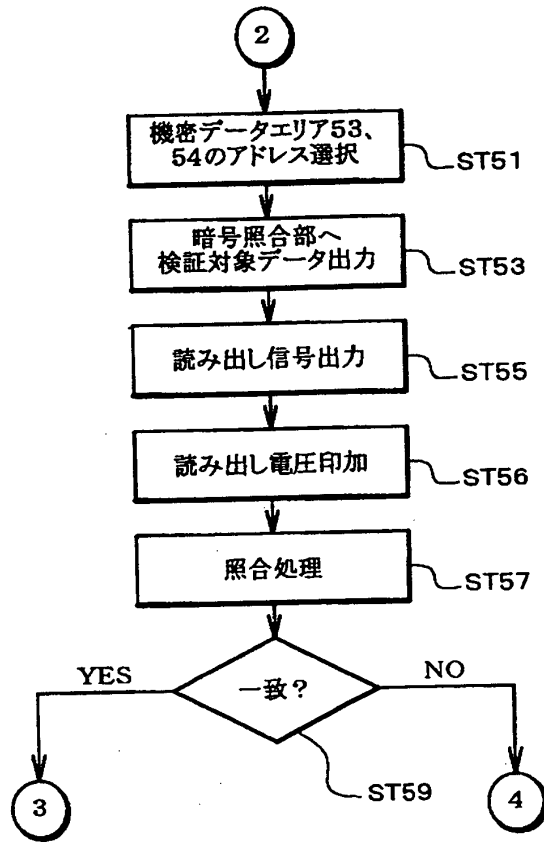 2
機密データエリア53、
54のアドレス選択
ST51
暗号照合部へ
検証対象データ出力
ST53
読み出し信号出力
ST55
読み出し電圧印加
ST56
照合処理
ST57
YES
一致?
NO
ST59
3
4